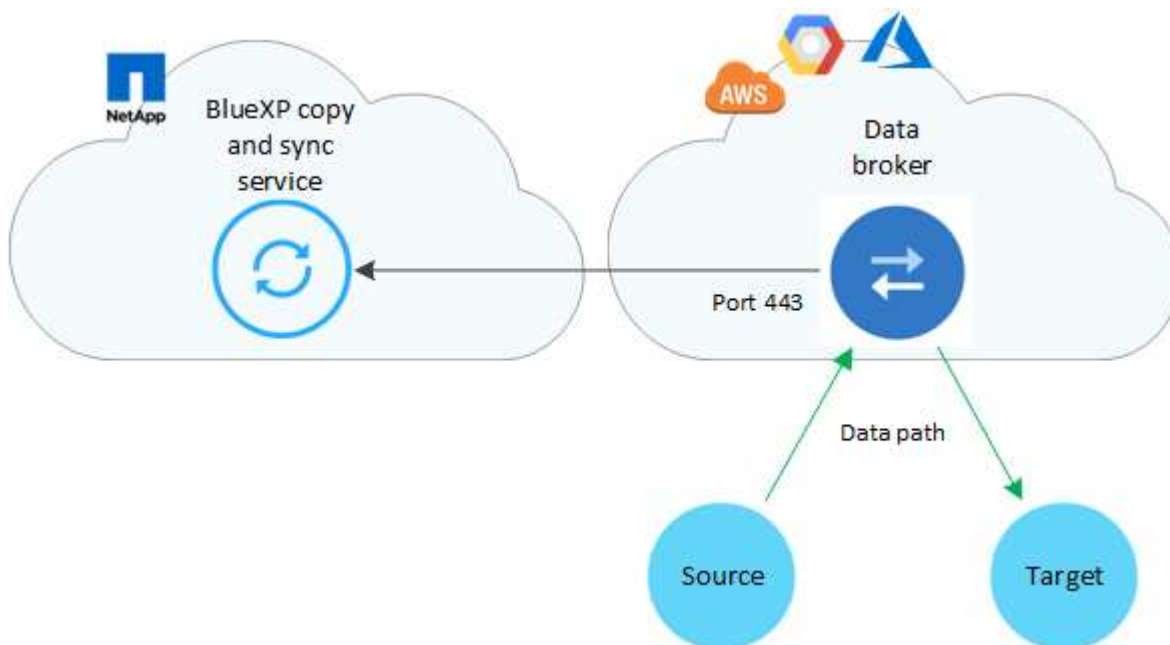 NetApp
BlueXP copy
and sync
service
AWS
Data
broker
Port 443
Data path
Source
Target